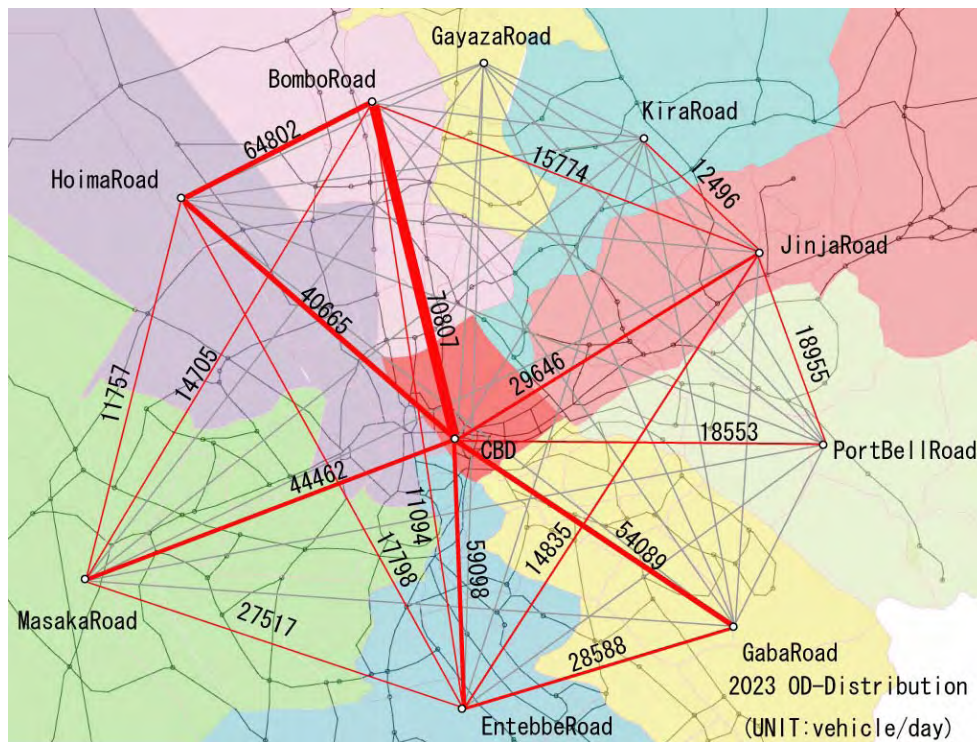 GayazaRoad
BomboRoad
KiraRoad
64802
15774
12496
HoimaRoad
JinjaRoad
40665
70807
29646
18955
11757
14705
18553
CBD
PortBellRoad
44462
11094
17798
59098
14835
54089
MasakaRoad
27517
28588
GabaRoad
2023 OD-Distribution
EntebbeRoad
(UNIT:vehicle/day)